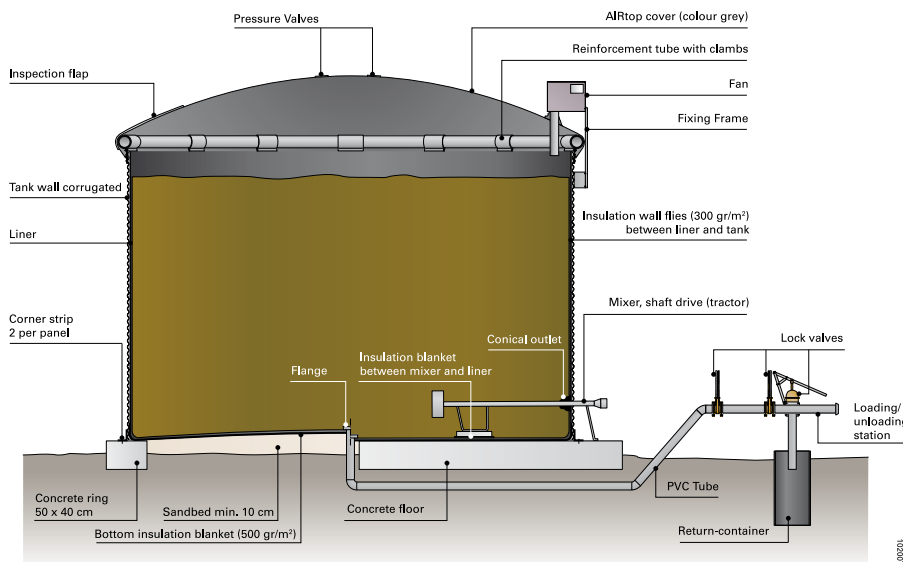 Pressure Valves
AIRtop cover (colour grey)
Reinforcement tube with clambs
Inspection flap
Fan
Fixing Frame
Tank wall corrugated
Insulation wall flies (300 gr/m²)
between liner and tank
Liner
Mixer, shaft drive (tractor)
Corner strip
2 per panel
Conical outlet
Lock valves
Insulation blanket
between mixer and liner
Flange
Loading/
unloading
station
Concrete ring
50 x 40 cm
Sandbed min. 10 cm
Concrete floor
PVC Tube
Bottom insulation blanket (500 gr/m²)
Return-container
10200